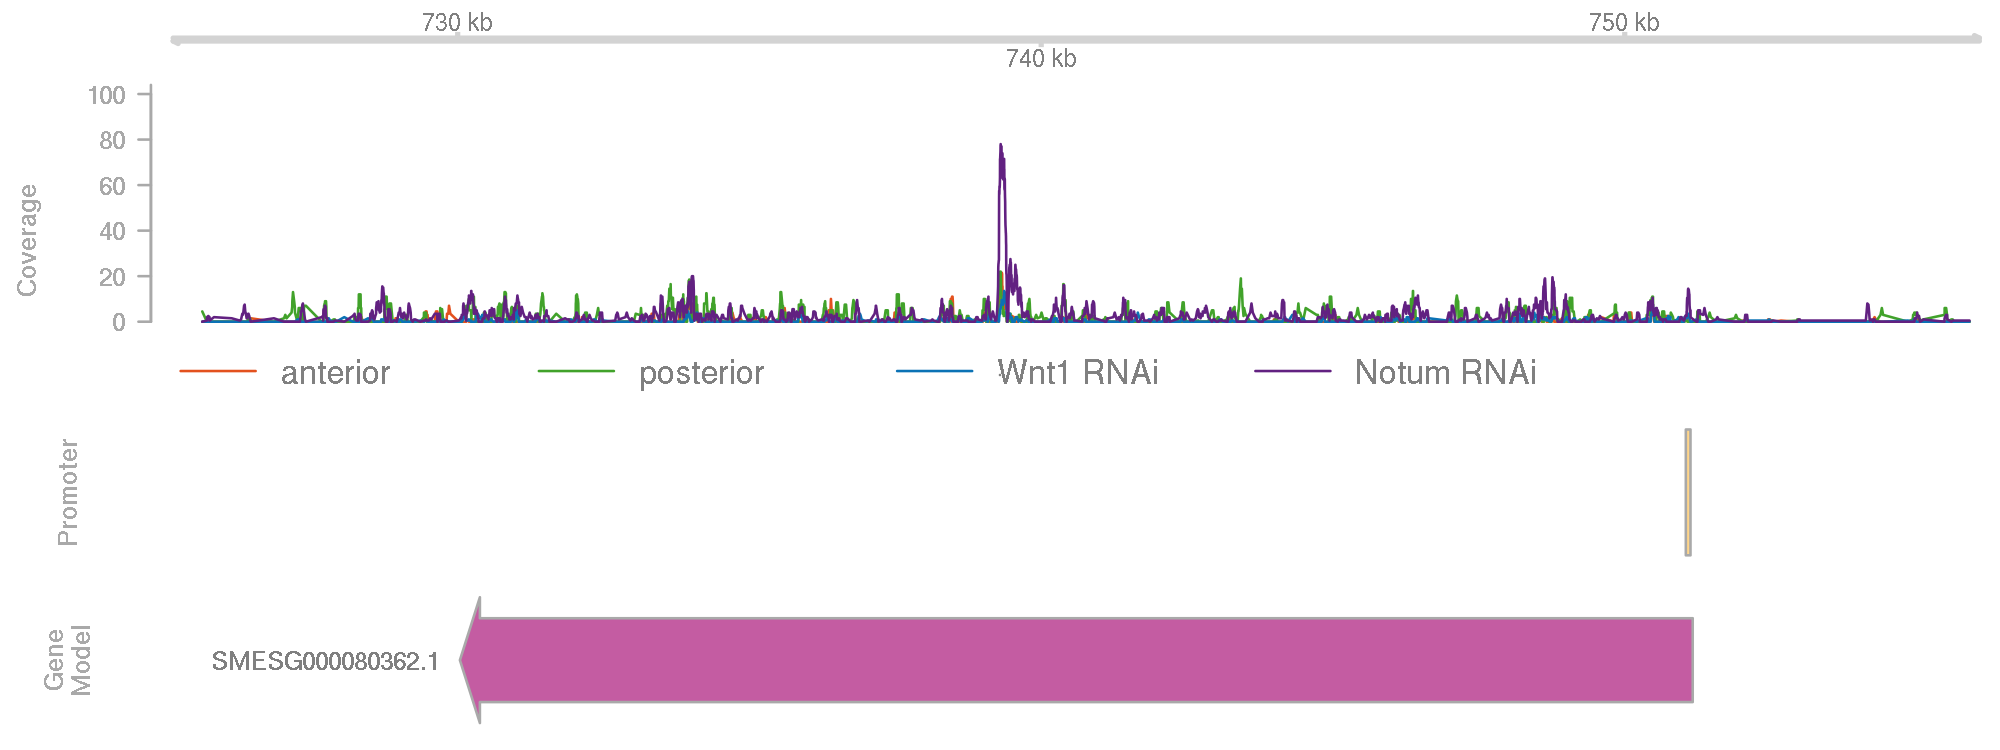 730 kb
750 kb
740 kb
100
80
60
40
20
0
Coverage
anterior
posterior
Wnt1 RNAi
Notum RNAi
Promoter
Gene
Model
SMESG000080362.1